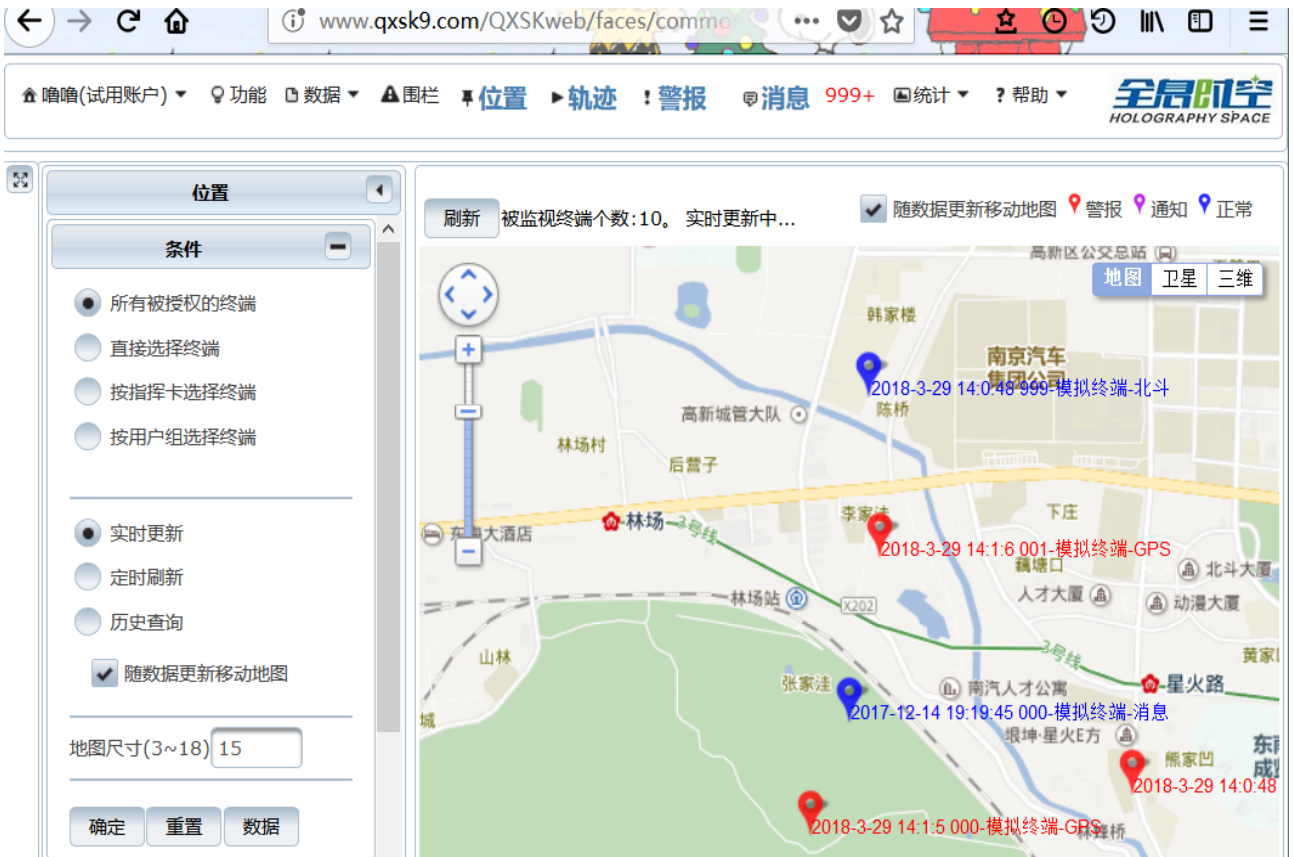 www.qxsk9.com/QXSKweb/faces/commo
噜噜(试用账户) 功能 数据 围栏 位置 轨迹 警报 消息 999+ 统计 帮助
全息时空
HOLOGRAPHY SPACE
位置
条件
所有被授权的终端
直接选择终端
按指挥卡选择终端
按用户组选择终端
实时更新
定时刷新
历史查询
随数据更新移动地图
地图尺寸(3~18) 15
确定 重置 数据
刷新 被监视终端个数:10。 实时更新中...
随数据更新移动地图 警报 通知 正常
高新区公交总站
地图 卫星 三维
韩家楼
南京汽车
集团公司
2018-3-29 14:0:48 999-模拟终端-北斗
陈桥
高新城管大队
林场村
后营子
李家洼
下庄
林场
3号线
大酒店
2018-3-29 14:1:6 001-模拟终端-GPS
藕塘口
北斗大厦
人才大厦
动漫大厦
林场站
X202
3号线
山林
黄家
张家洼
南汽人才公寓
星火路
2017-12-14 19:19:45 000-模拟终端-消息
城
垠坤·星火E方
熊家凹
2018-3-29 14:0:48
2018-3-29 14:1:5 000-模拟终端-GPS